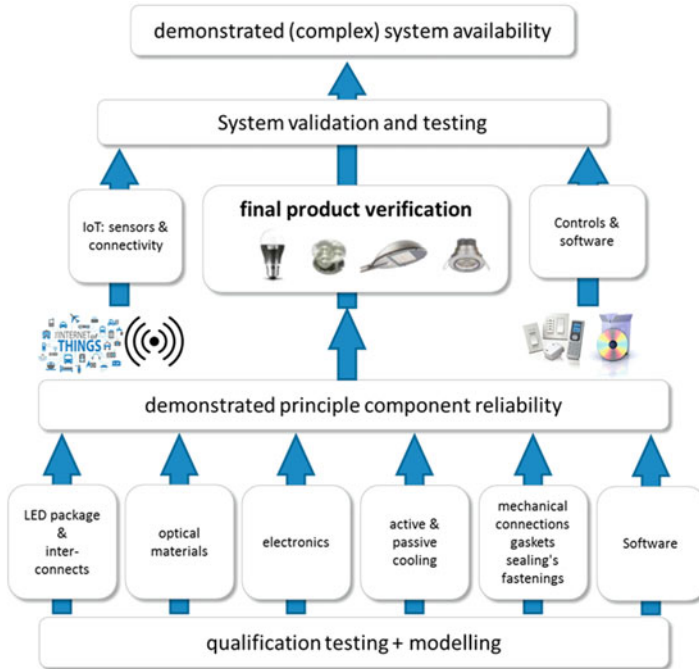 demonstrated (complex) system availability
System validation and testing
IoT: sensors &
connectivity
final product verification
Controls &
software
INTERNET of
THINGS
demonstrated principle component reliability
LED package
&
inter-
connects
optical
materials
electronics
active &
passive
cooling
mechanical
connections
gaskets
sealing's
fastenings
Software
qualification testing + modelling